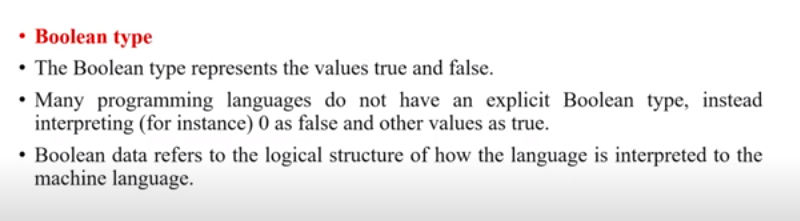 • Boolean type
• The Boolean type represents the values true and false.
• Many programming languages do not have an explicit Boolean type, instead
interpreting (for instance) 0 as false and other values as true.
• Boolean data refers to the logical structure of how the language is interpreted to the
machine language.